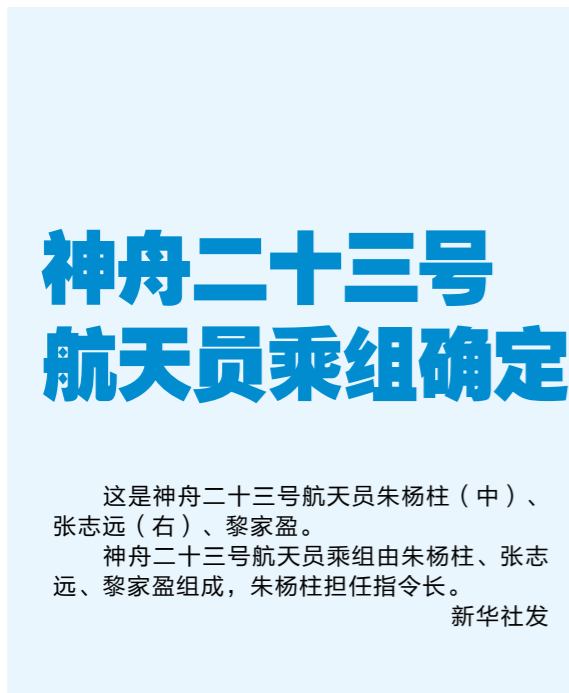 神舟二十三号
航天员乘组确定
这是神舟二十三号航天员朱杨柱（中）、
张志远（右）、黎家盈。
神舟二十三号航天员乘组由朱杨柱、张志
远、黎家盈组成，朱杨柱担任指令长。
新华社发